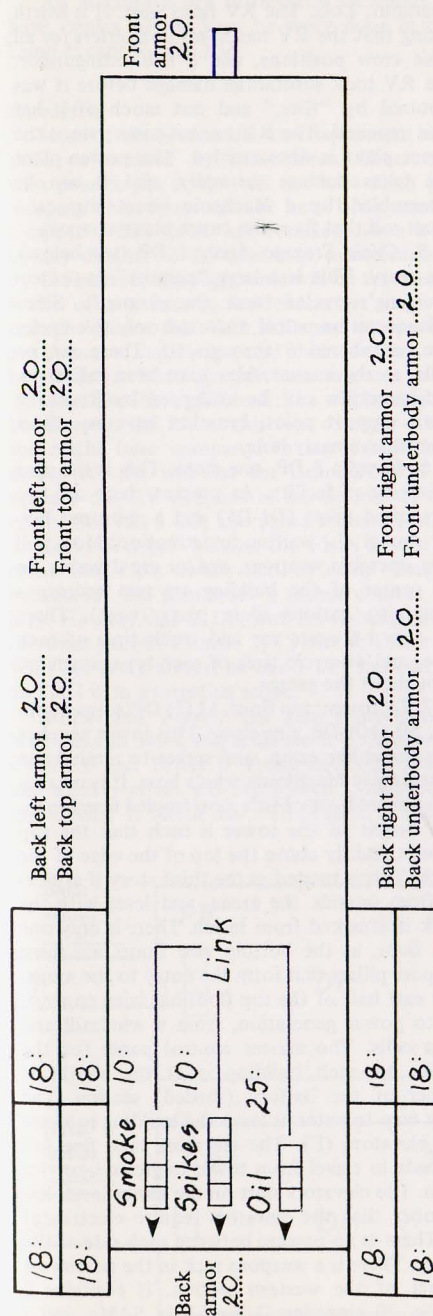 18: 18: Back left armor 20 Front left armor 20
18: 18: Back top armor 20 Front top armor 20
Back armor 20
Smoke 10:
Spikes 10: Link
Oil 25
Front armor 20
18: 18: Back right armor 20 Front right armor 20
18: 18: Back underbody armor 20 Front underbody armor 20